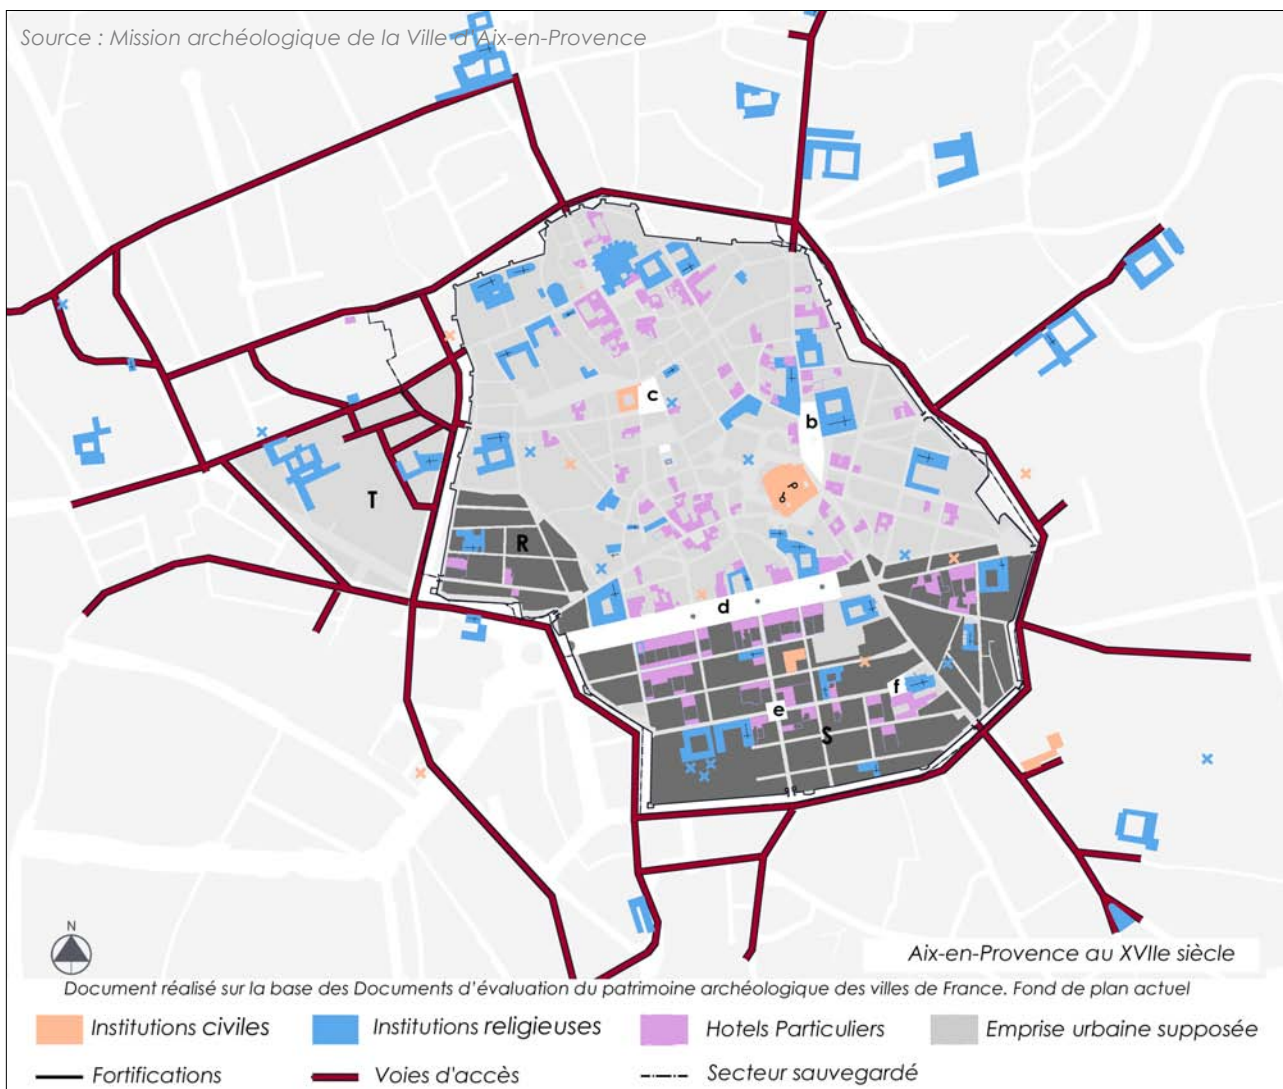 Source : Mission archéologique de la Ville d'Aix-en-Provence
c
b
T
R
d
f
e
S
N
Aix-en-Provence au XVIIe siècle
Document réalisé sur la base des Documents d'évaluation du patrimoine archéologique des villes de France. Fond de plan actuel
Institutions civiles
Institutions religieuses
Hotels Particuliers
Emprise urbaine supposée
Fortifications
Voies d'accès
Secteur sauvegardé